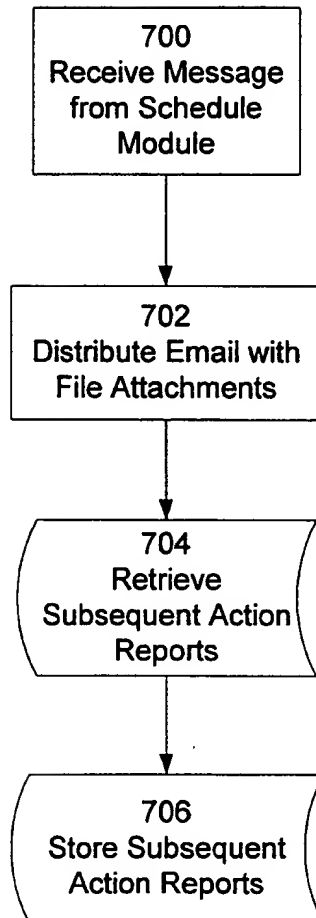 700
Receive Message
from Schedule
Module
702
Distribute Email with
File Attachments
704
Retrieve
Subsequent Action
Reports
706
Store Subsequent
Action Reports